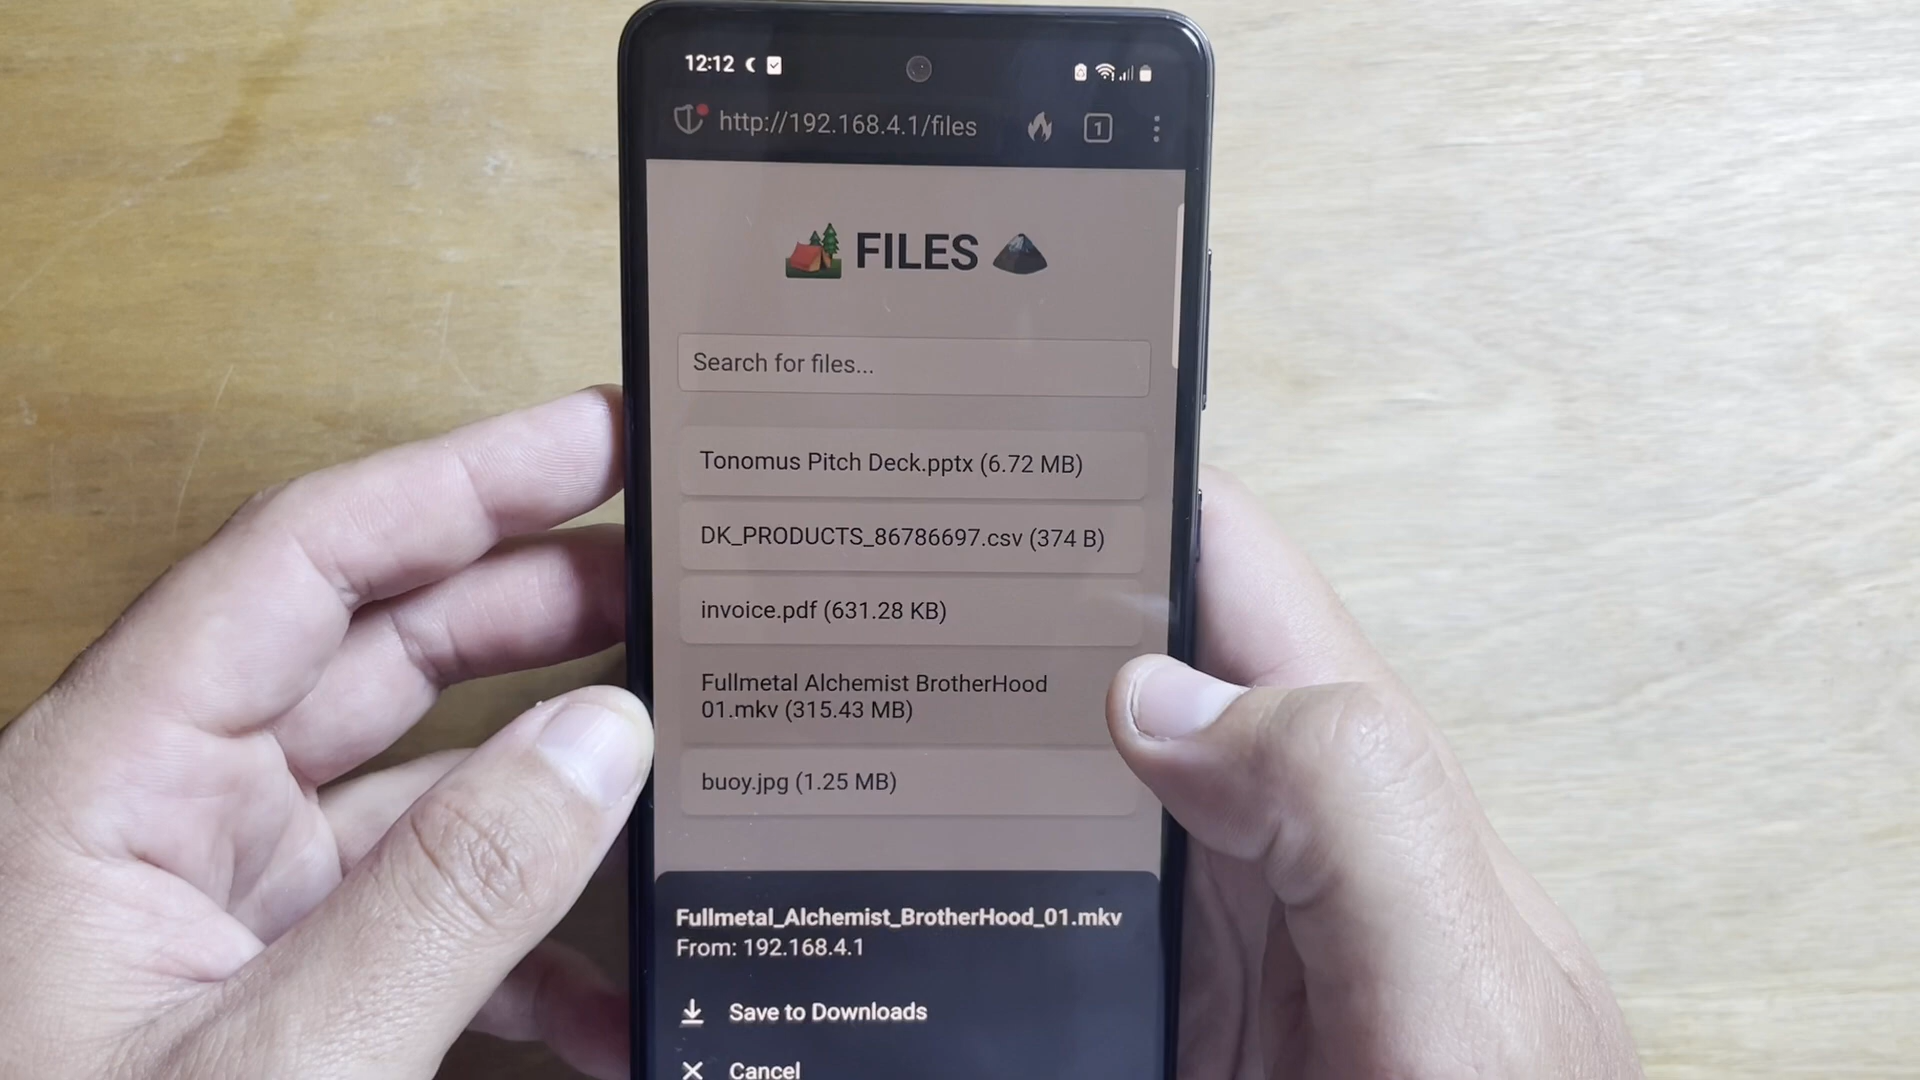 12:12
http://192.168.4.1/files
1
FILES
Search for files...
Tonomus Pitch Deck.pptx (6.72 MB)
DK_PRODUCTS_86786697.csv (374 B)
invoice.pdf (631.28 KB)
Fullmetal Alchemist BrotherHood
01.mkv (315.43 MB)
buoy.jpg (1.25 MB)
Fullmetal_Alchemist_BrotherHood_01.mkv
From: 192.168.4.1
Save to Downloads
Cancel